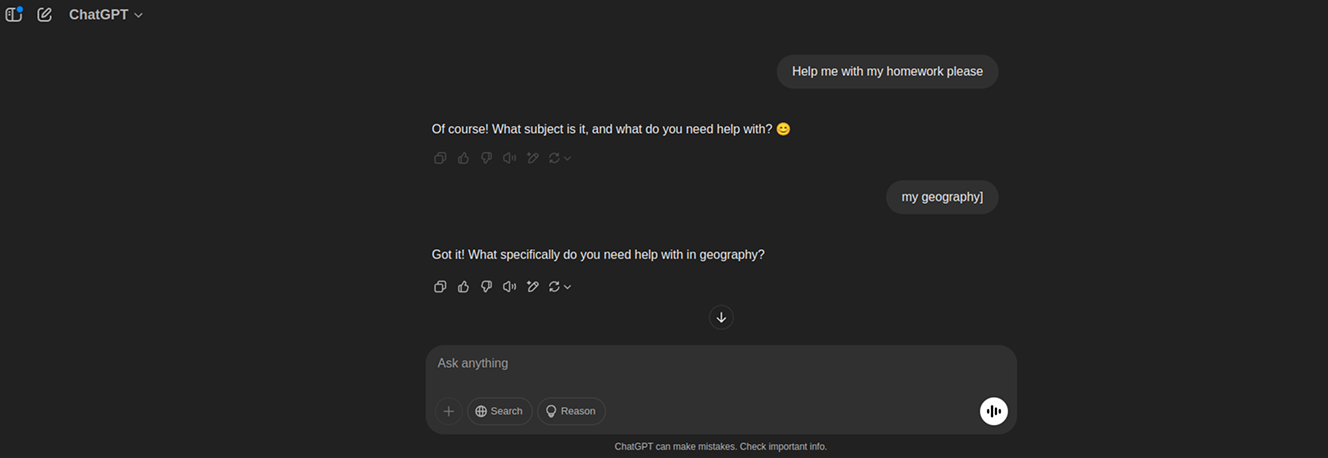 ChatGPT
Help me with my homework please
Of course! What subject is it, and what do you need help with? 😊
my geography]
Got it! What specifically do you need help with in geography?
Ask anything
Search
Reason
ChatGPT can make mistakes. Check important info.